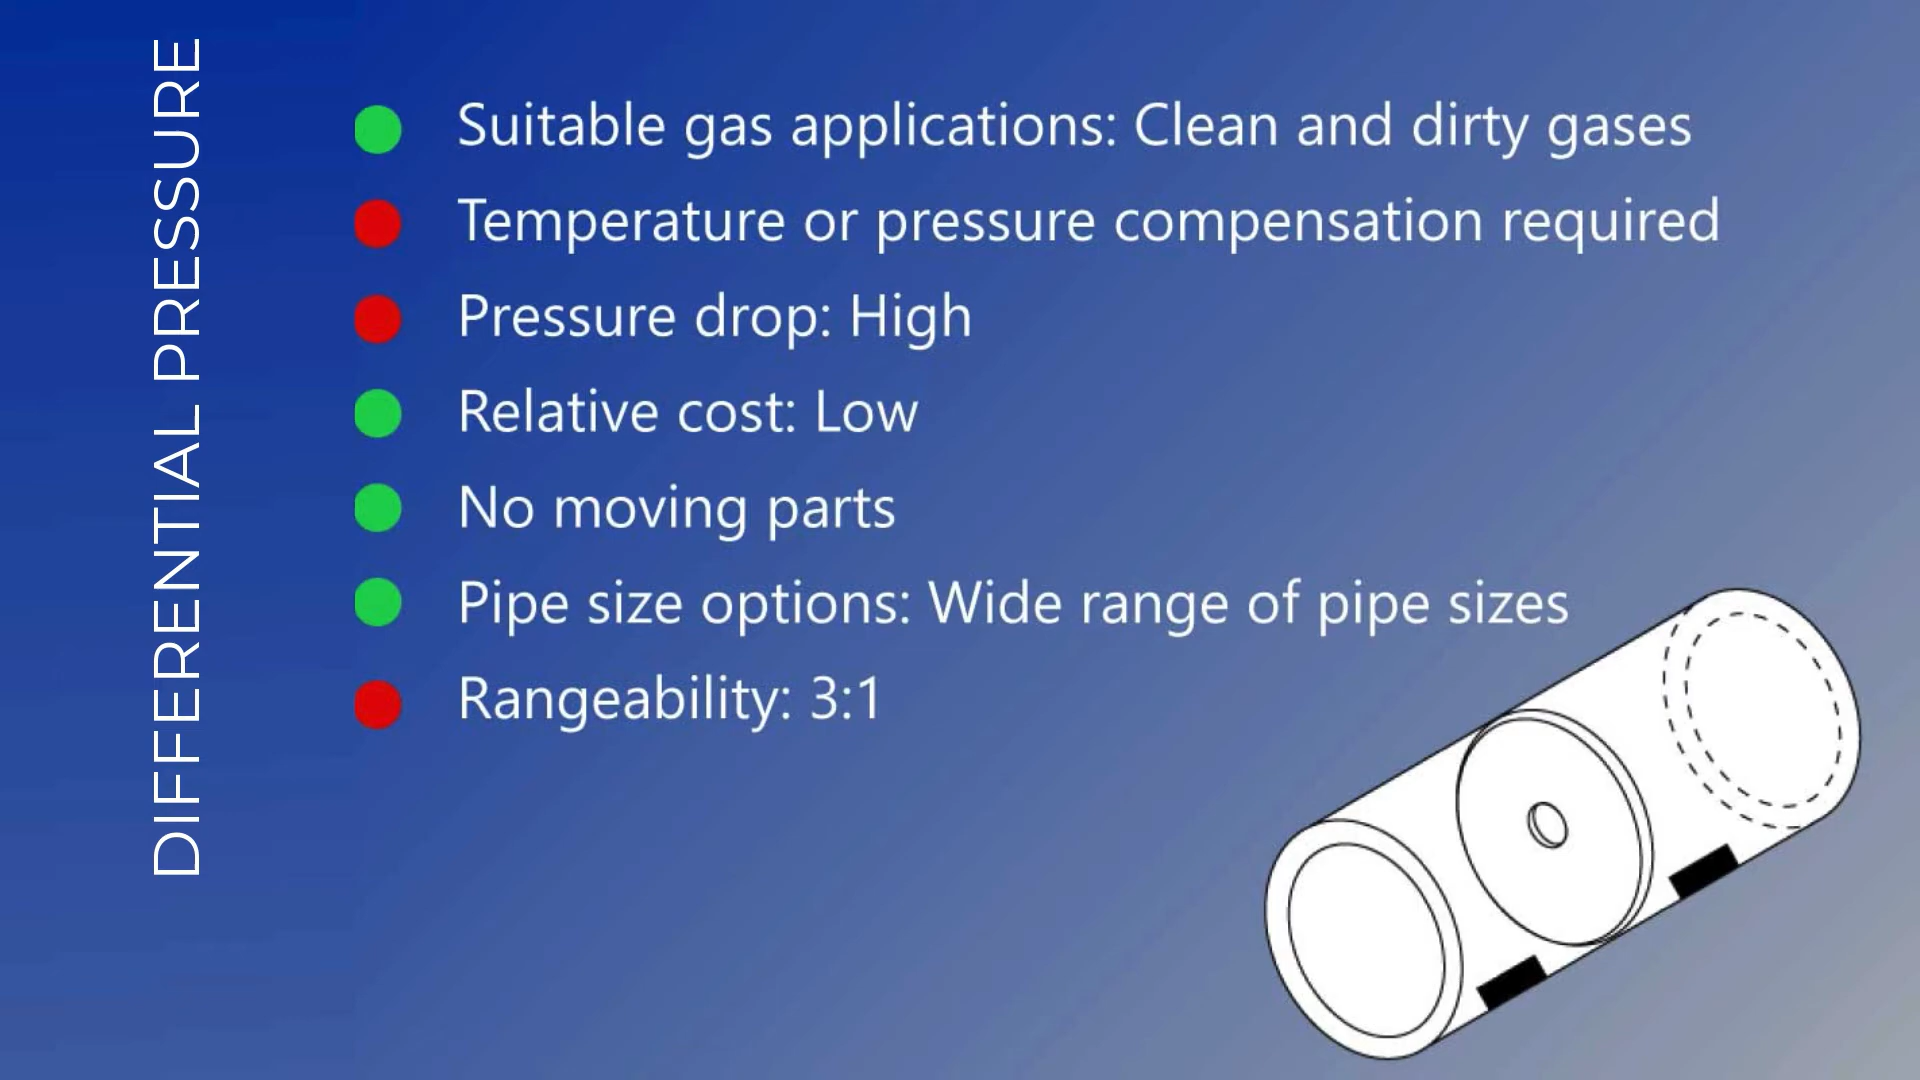 DIFFERENTIAL PRESSURE
Suitable gas applications: Clean and dirty gases
Temperature or pressure compensation required
Pressure drop: High
Relative cost: Low
No moving parts
Pipe size options: Wide range of pipe sizes
Rangeability: 3:1